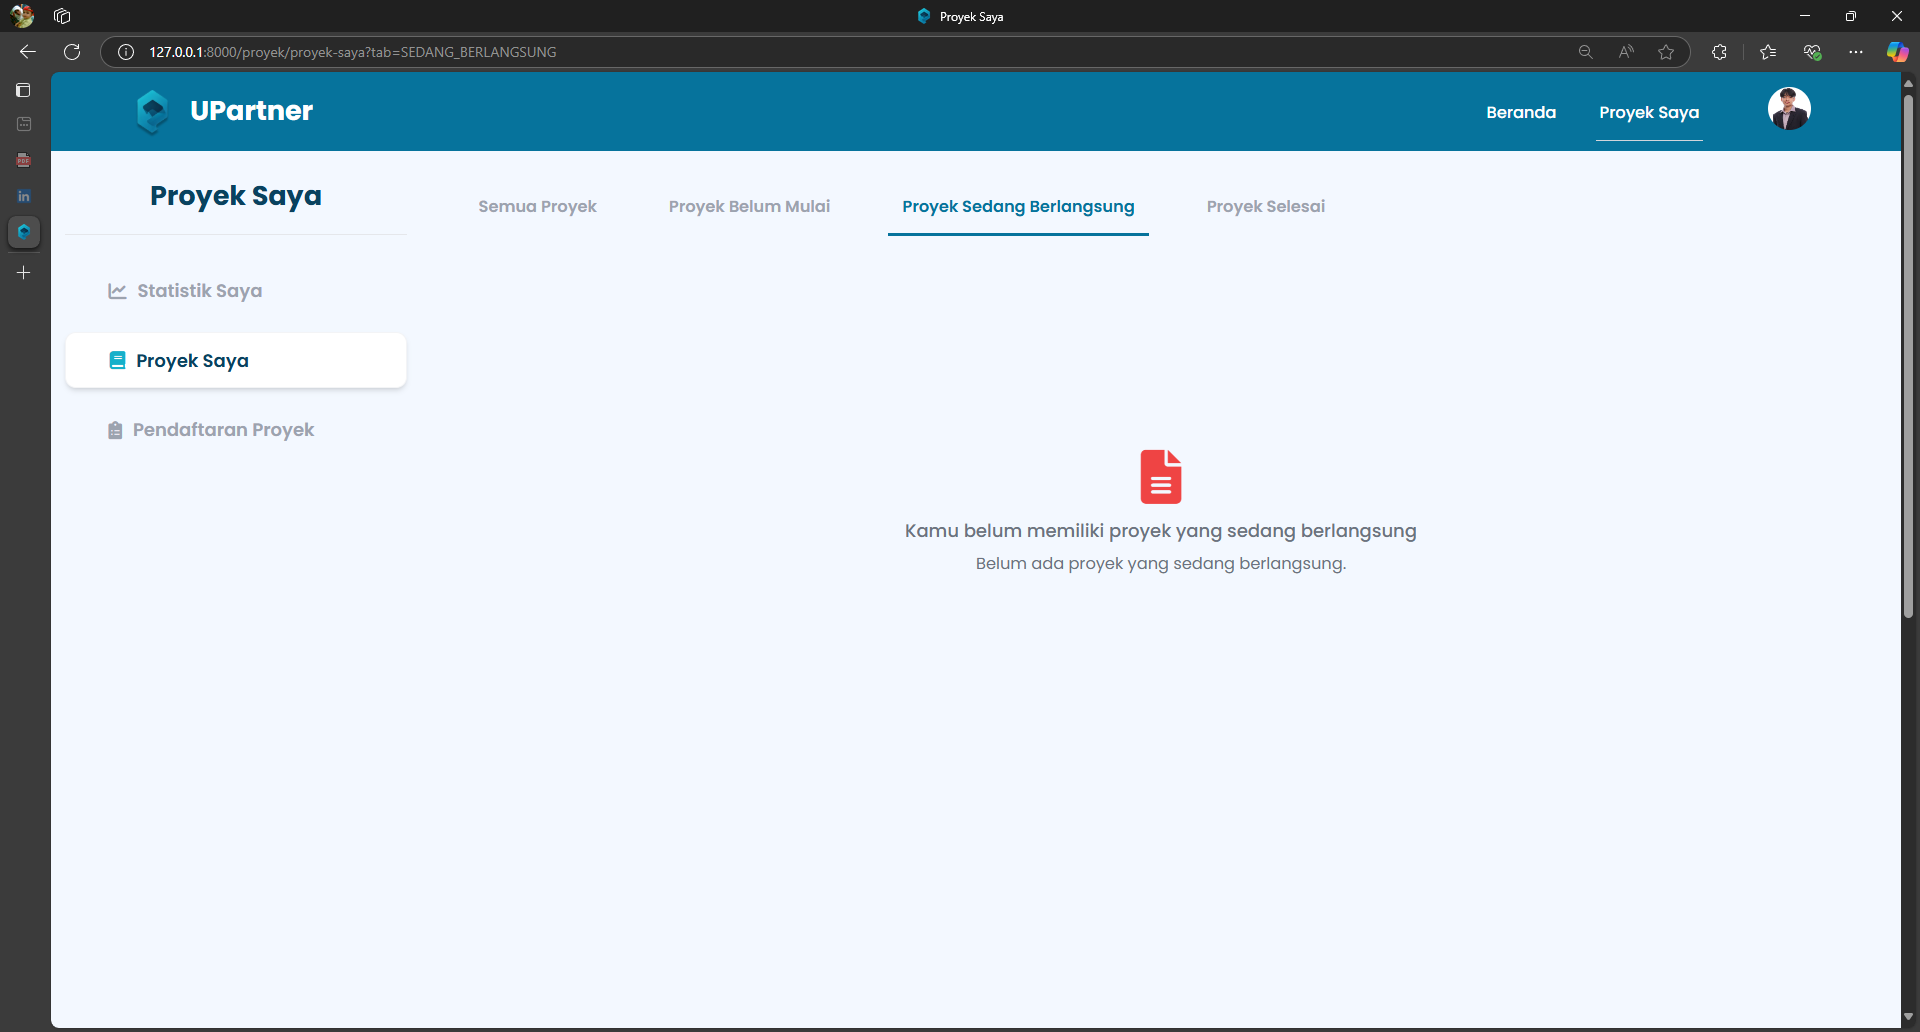 Proyek Saya
127.0.0.1:8000/proyek/proyek-saya?tab=SEDANG_BERLANGSUNG
UPartner
Beranda
Proyek Saya
Proyek Saya
Semua Proyek
Proyek Belum Mulai
Proyek Sedang Berlangsung
Proyek Selesai
Statistik Saya
Proyek Saya
Pendaftaran Proyek
Kamu belum memiliki proyek yang sedang berlangsung
Belum ada proyek yang sedang berlangsung.
PDF
in